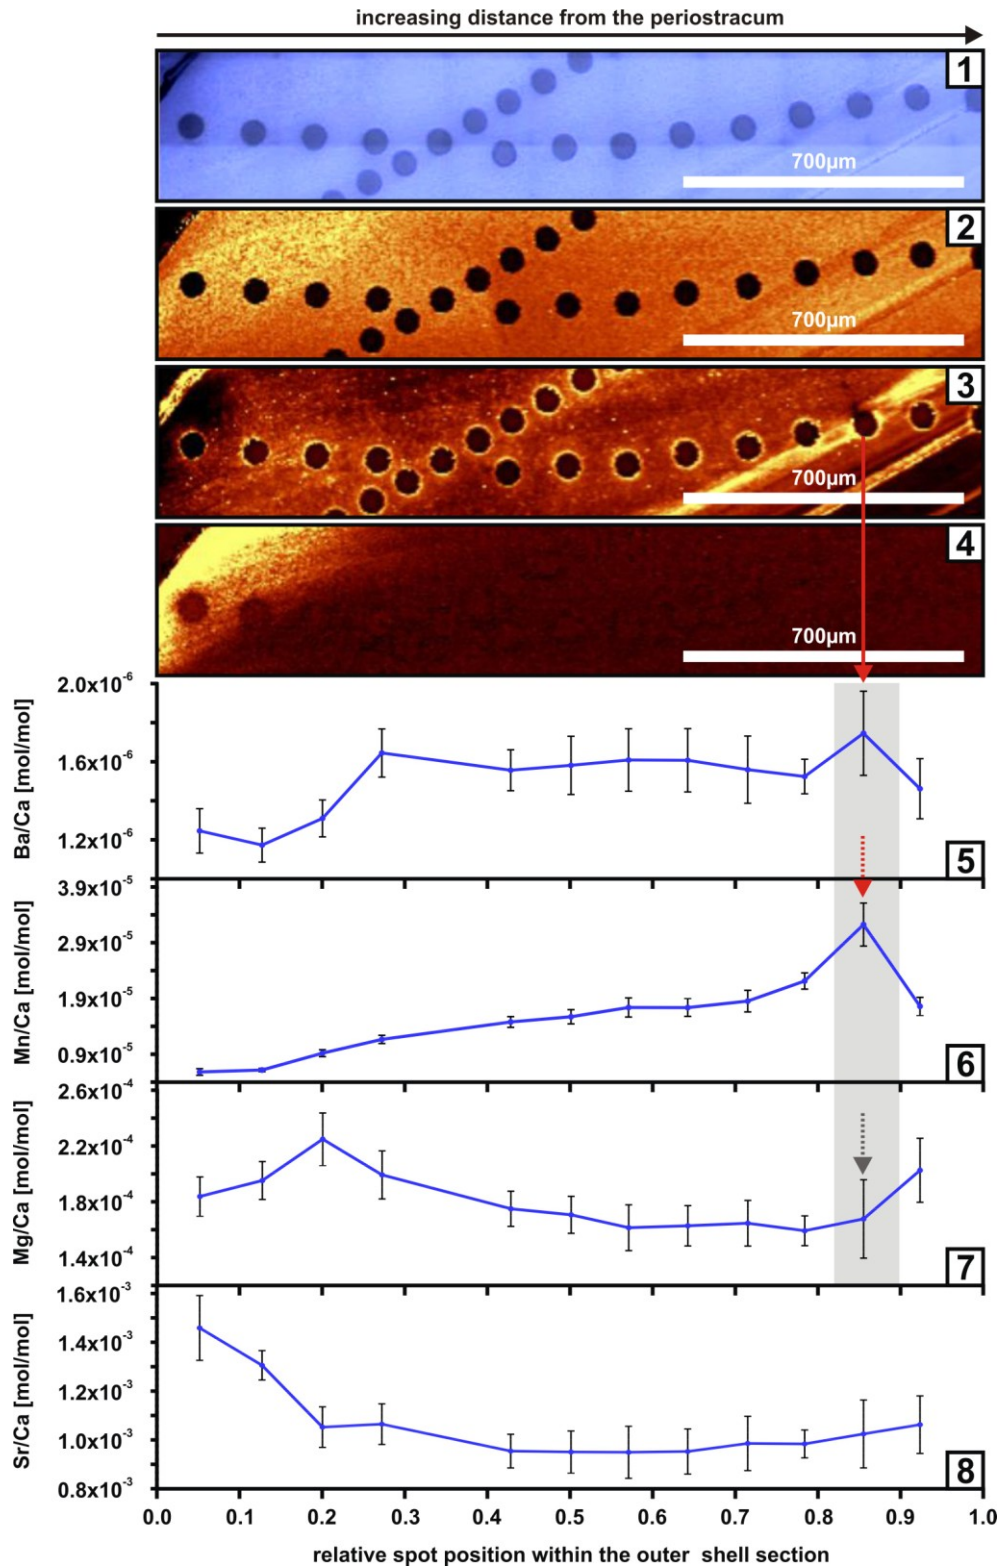 increasing distance from the periostracum
1
700µm
2
700µm
3
700µm
4
700µm
Ba/Ca [mol/mol]
2.0x10-6
1.6x10-6
1.2x10-6
5
Mn/Ca [mol/mol]
3.9x10-5
2.9x10-5
1.9x10-5
0.9x10-5
6
Mg/Ca [mol/mol]
2.6x10-4
2.2x10-4
1.8x10-4
1.4x10-4
7
Sr/Ca [mol/mol]
1.6x10-3
1.4x10-3
1.2x10-3
1.0x10-3
0.8x10-3
8
0.0 0.1 0.2 0.3 0.4 0.5 0.6 0.7 0.8 0.9 1.0
relative spot position within the outer shell section